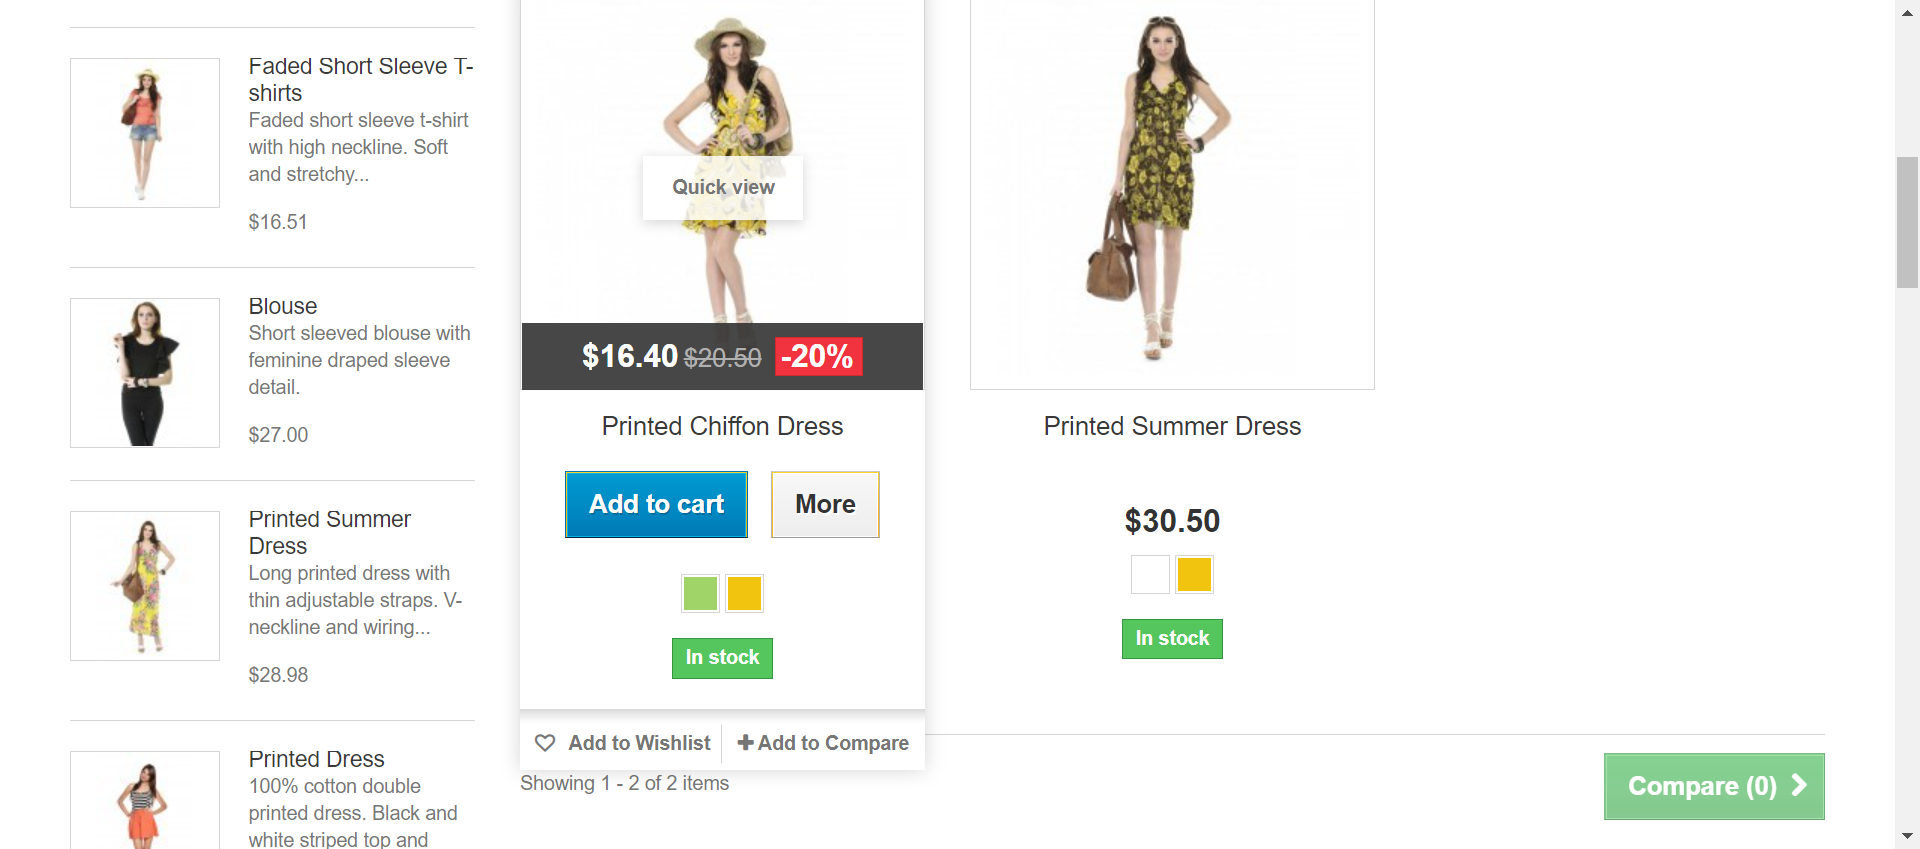 Faded Short Sleeve T-
shirts
Faded short sleeve t-shirt
with high neckline. Soft
and stretchy...
$16.51
Blouse
Short sleeved blouse with
feminine draped sleeve
detail.
$27.00
Printed Summer
Dress
Long printed dress with
thin adjustable straps. V-
neckline and wiring...
$28.98
Printed Dress
100% cotton double
printed dress. Black and
white striped top and
Quick view
$16.40 $20.50 -20%
Printed Chiffon Dress
Add to cart More
In stock
Add to Wishlist Add to Compare
Showing 1 - 2 of 2 items
Printed Summer Dress
$30.50
In stock
Compare (0)